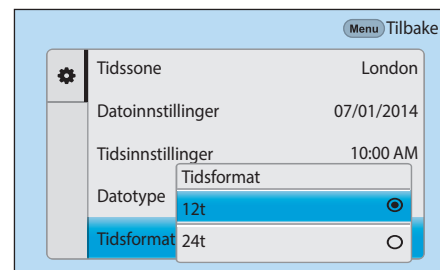 Menu Tilbake
Tidssone London
Datoinnstillinger 07/01/2014
Tidsinnstillinger 10:00 AM
Tidsformat
Datotype
12t
Tidsformat 24t